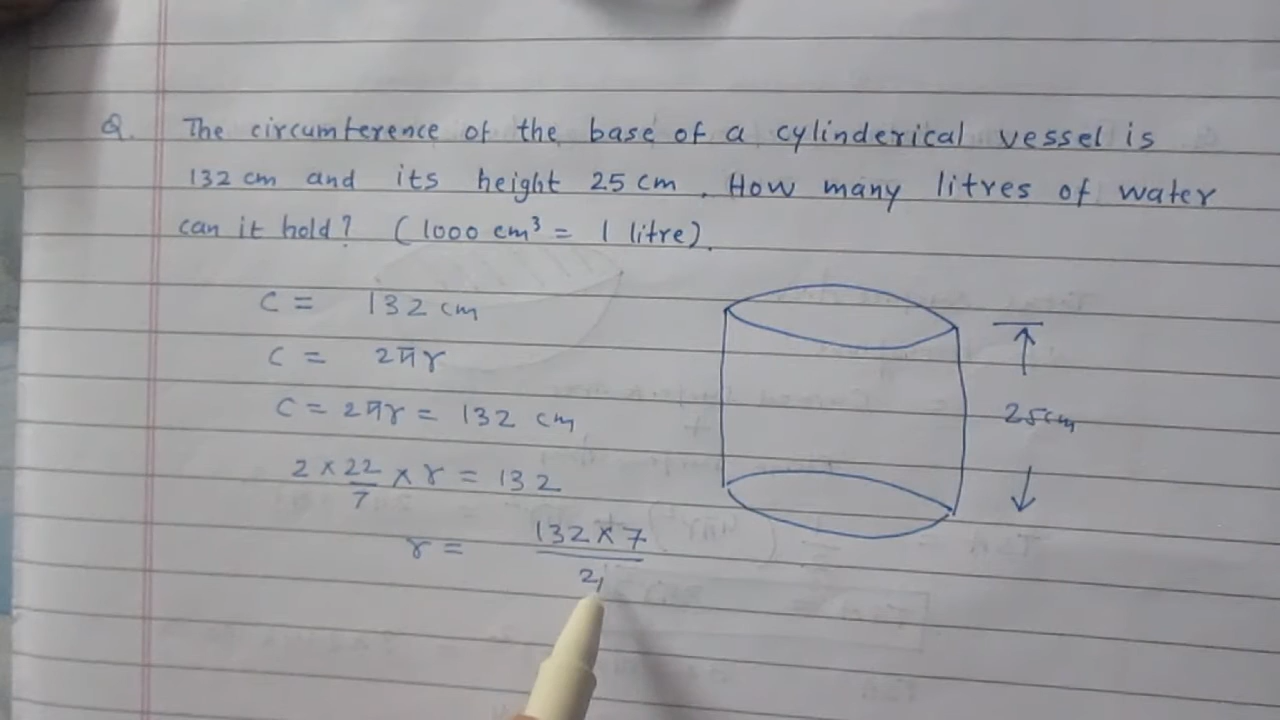 Q. The circumference of the base of a cylinderical vessel is
132 cm and its height 25 cm. How many litres of water
can it hold? (1000 cm³ = 1 litre).
C = 132 cm
C = 2πr
C = 2πr = 132 cm
2 × 22/7 × r = 132
r = 132 × 7
2
25cm